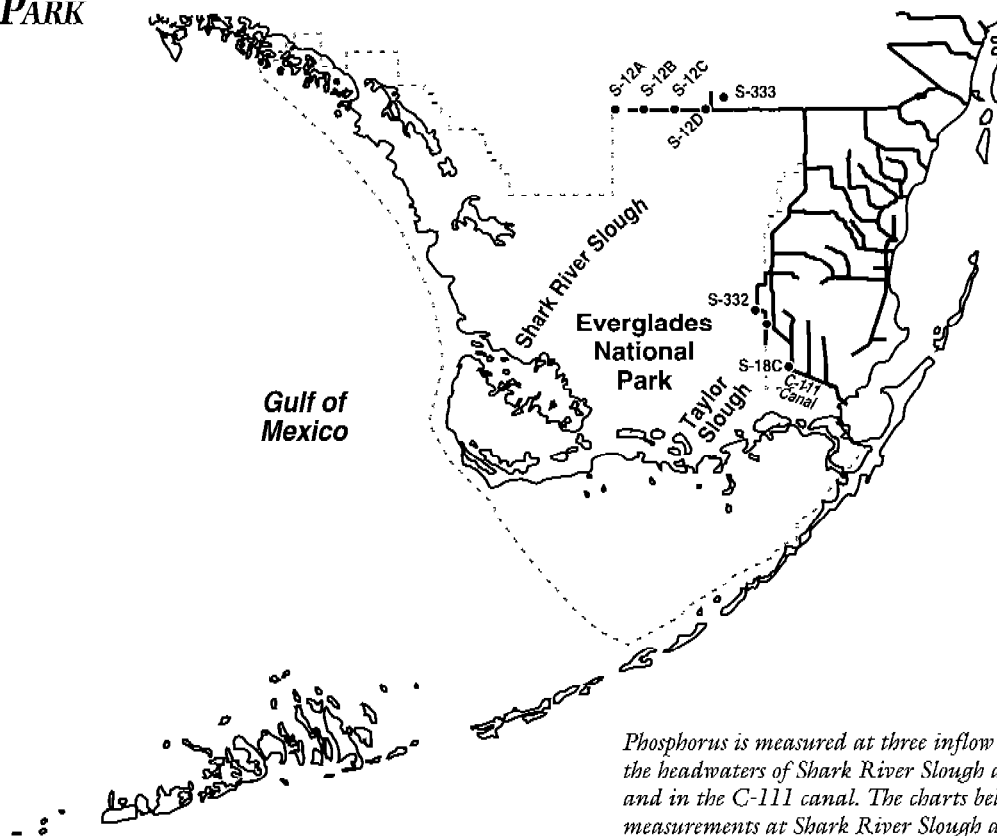 PARK
S-12A
S-12B
S-12C
S-333
S-12D
Shark River Slough
S-332
Everglades
National
Park
S-18C
C-111
Canal
Taylor
Slough
Gulf of
Mexico
Phosphorus is measured at three inflow
the headwaters of Shark River Slough
and in the C-111 canal. The charts
measurements at Shark River Slough